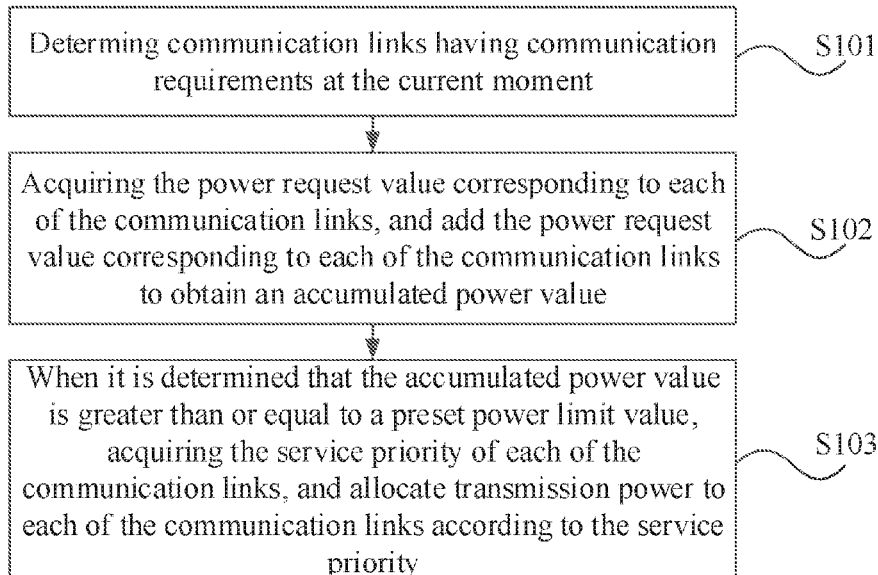 Determing communication links having communication
requirements at the current moment
S101
Acquiring the power request value corresponding to each
of the communication links, and add the power request
value corresponding to each of the communication links
to obtain an accumulated power value
S102
When it is determined that the accumulated power value
is greater than or equal to a preset power limit value,
acquiring the service priority of each of the
communication links, and allocate transmission power to
each of the communication links according to the service
priority
S103